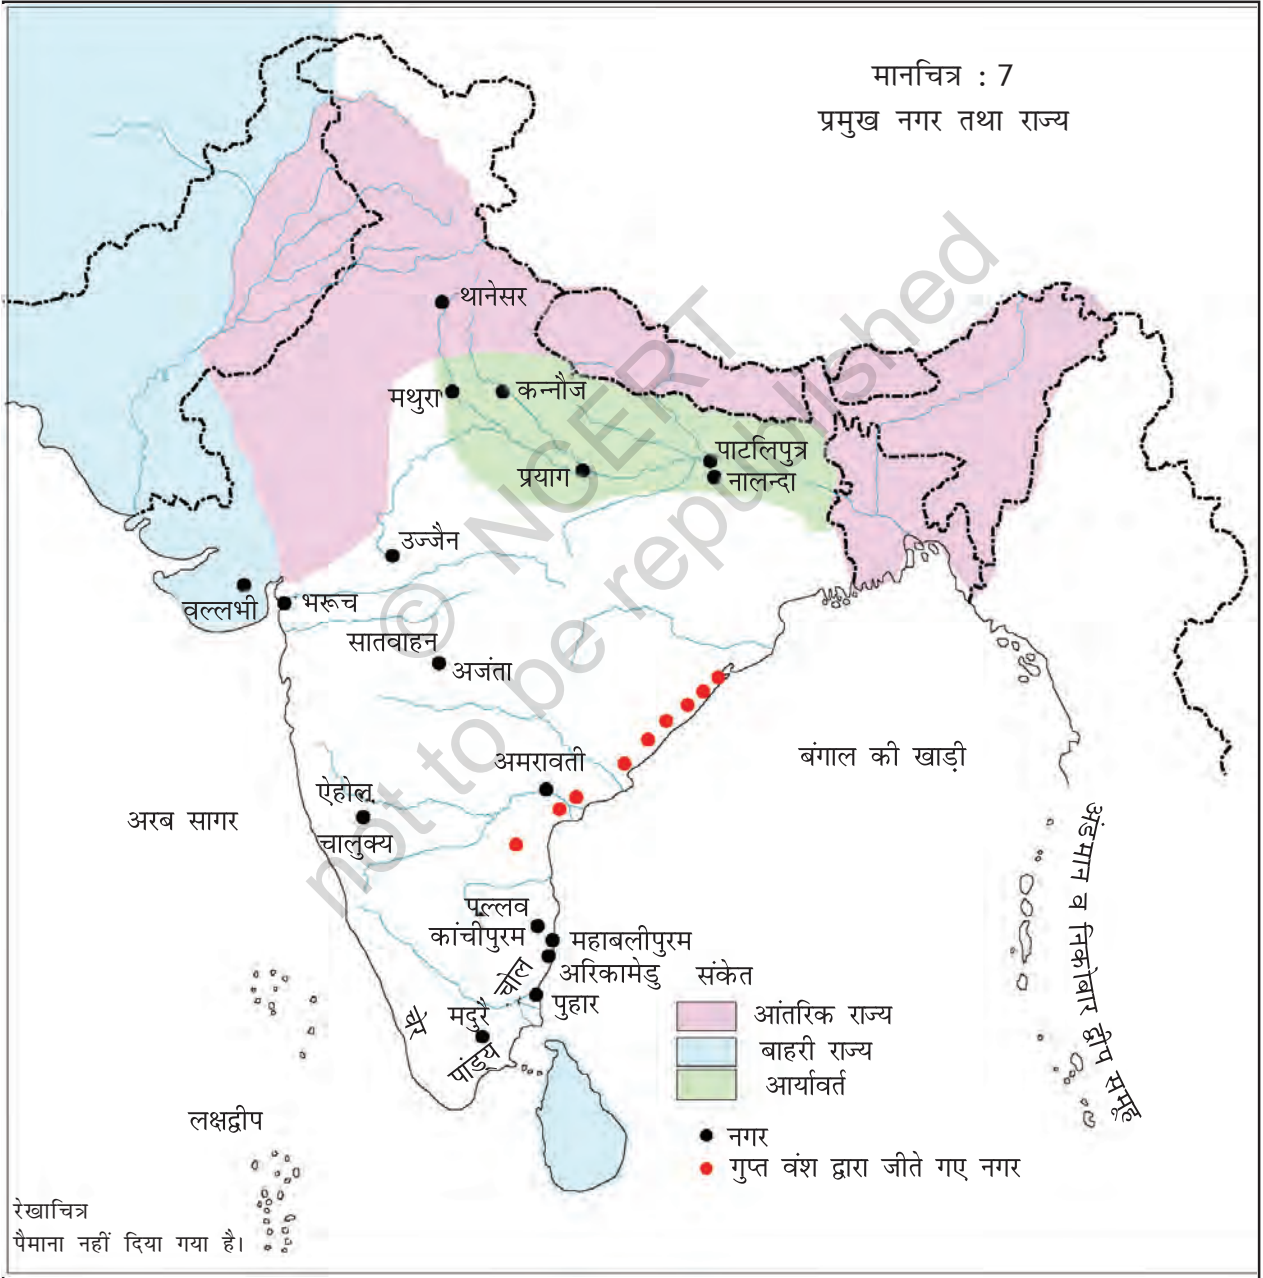 मानचित्र : 7
प्रमुख नगर तथा राज्य
थानेसर
मथुरा
कन्नौज
पाटलिपुत्र
प्रयाग
नालन्दा
उज्जैन
वल्लभी
भरूच
सातवाहन
अजंता
अमरावती
बंगाल की खाड़ी
ऐहोल
अरब सागर
चालुक्य
अंडमान व निकोबार द्वीप समूह
पल्लव
कांचीपुरम
महाबलीपुरम
चोल
अरिकामेडु
पुहार
चेर
मदुरै
पांड्य
संकेत
आंतरिक राज्य
बाहरी राज्य
आर्यावर्त
नगर
गुप्त वंश द्वारा जीते गए नगर
लक्षद्वीप
रेखाचित्र
पैमाना नहीं दिया गया है।
© NCERT
not to be republished